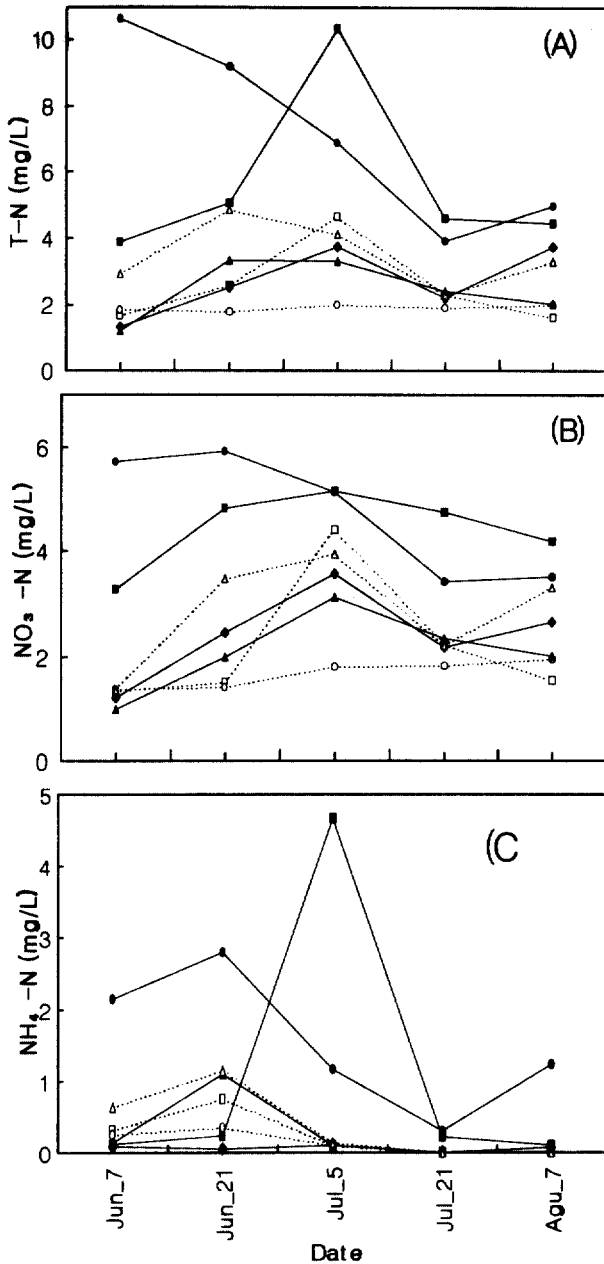 (A)
10
8
6
4
2
0
T-N (mg/L)
(B)
6
4
2
0
NO₃ -N (mg/L)
(C
5
4
3
2
1
0
NH₄ -N (mg/L)
Jun_7
Jun_21
Jul_5
Jul_21
Agu_7
Date